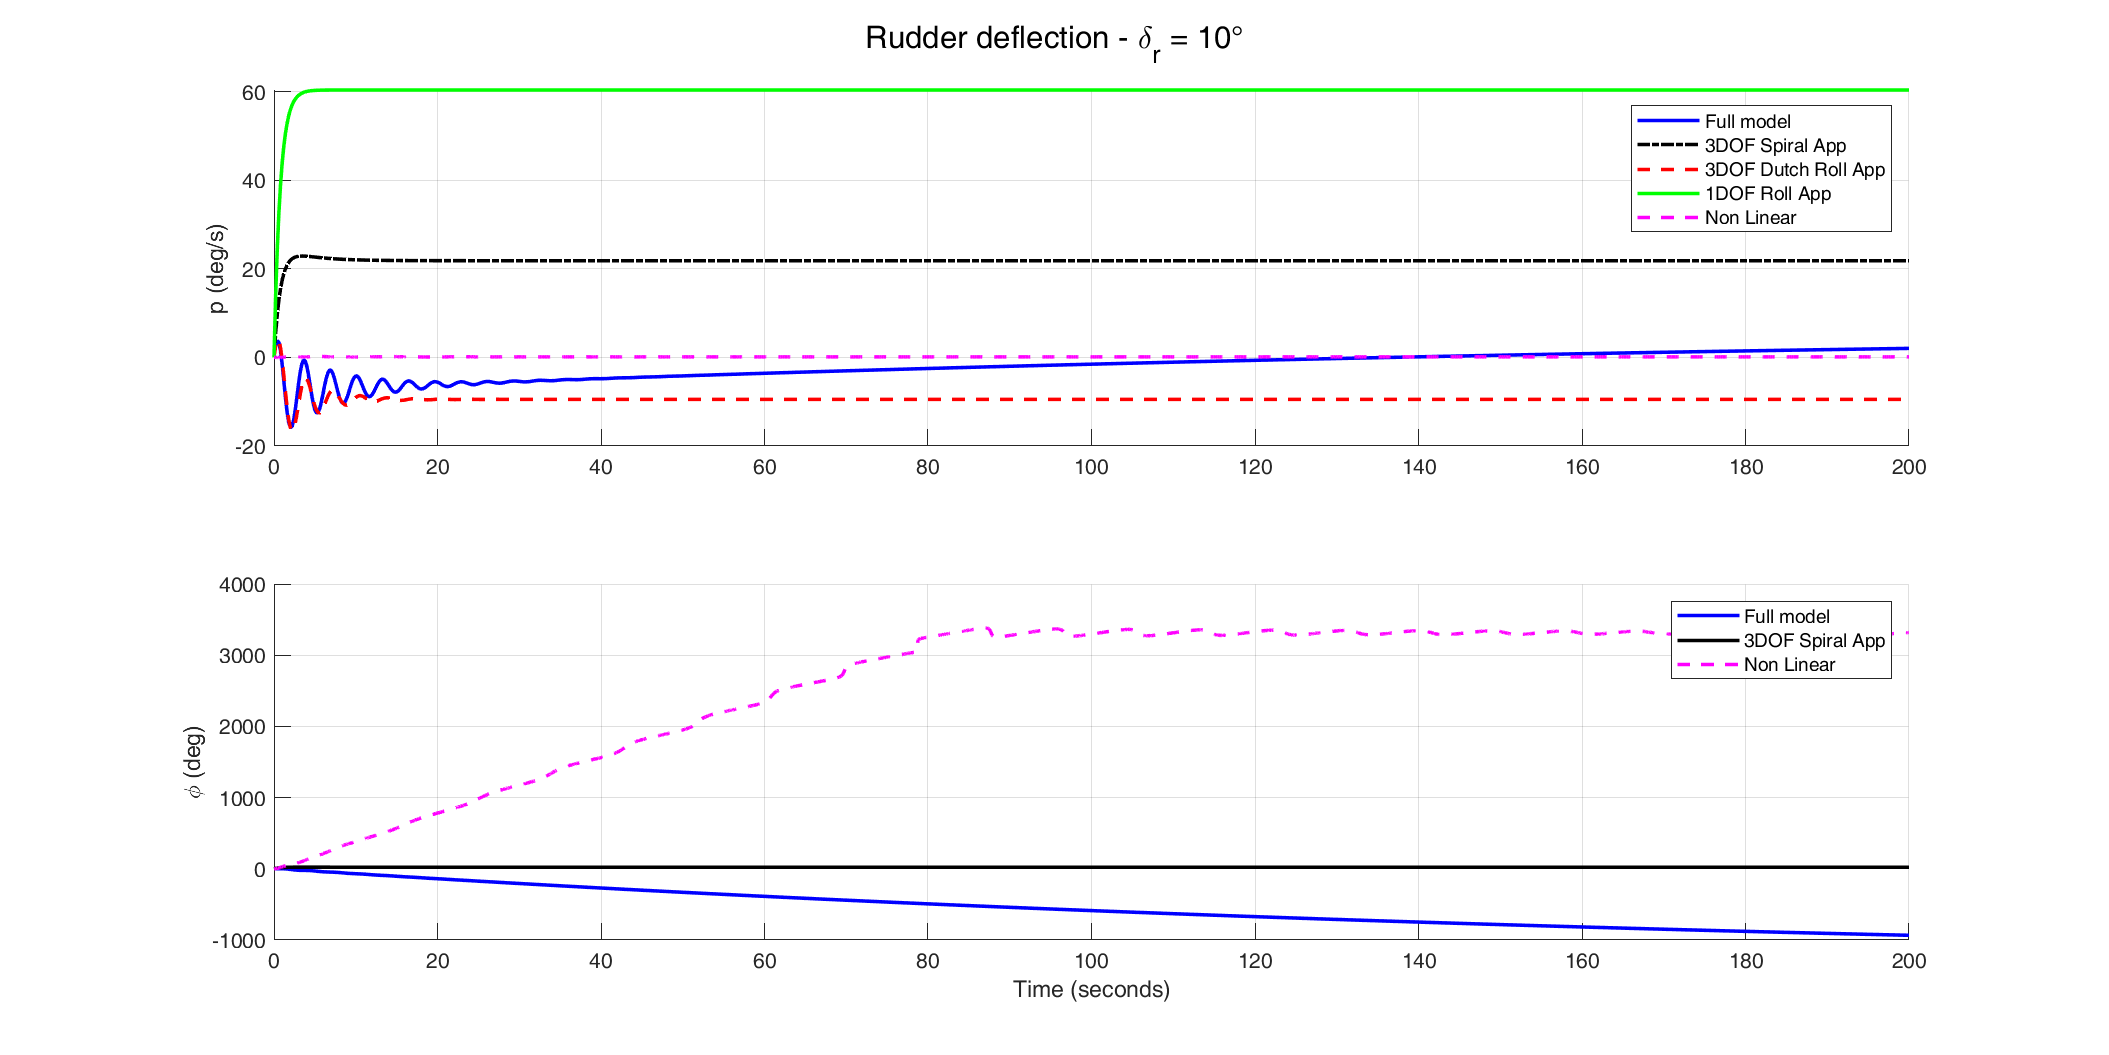 Rudder deflection - δr = 10°
60
40
20
0
-20
p (deg/s)
0 20 40 60 80 100 120 140 160 180 200
Full model
3DOF Spiral App
3DOF Dutch Roll App
1DOF Roll App
Non Linear
4000
3000
2000
1000
0
-1000
ϕ (deg)
0 20 40 60 80 100 120 140 160 180 200
Time (seconds)
Full model
3DOF Spiral App
Non Linear